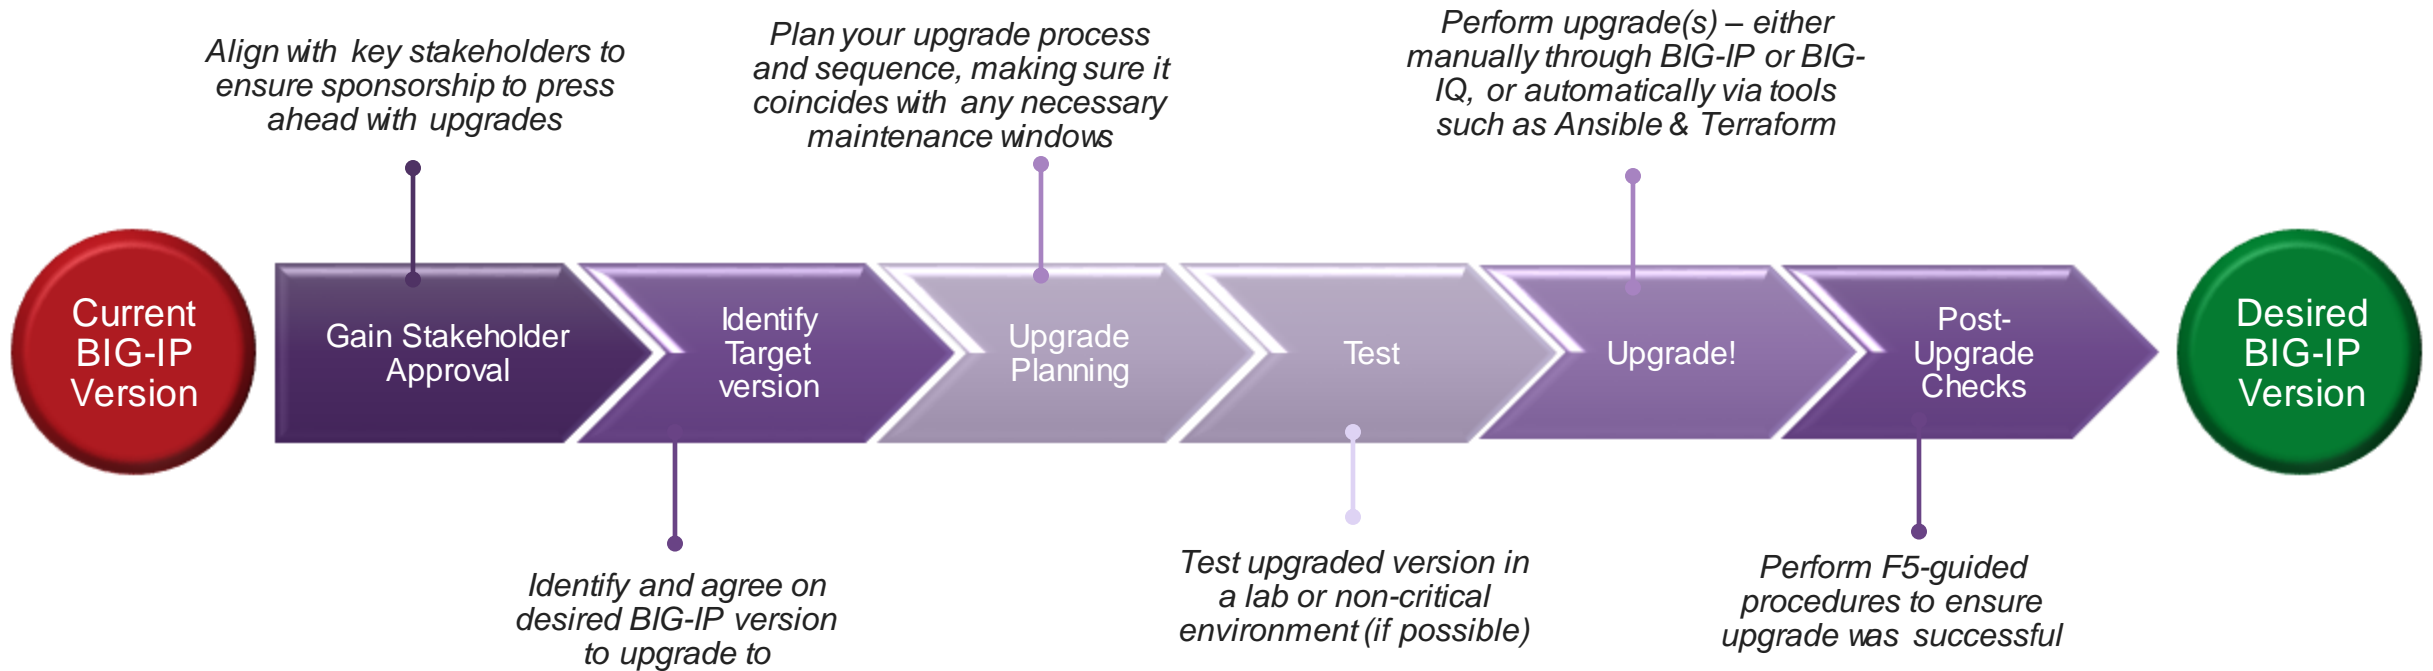 Align with key stakeholders to
ensure sponsorship to press
ahead with upgrades
Plan your upgrade process
and sequence, making sure it
coincides with any necessary
maintenance windows
Perform upgrade(s) – either
manually through BIG-IP or BIG-
IQ, or automatically via tools
such as Ansible & Terraform
Current
BIG-IP
Version
Gain Stakeholder
Approval
Identify
Target
version
Upgrade
Planning
Test
Upgrade!
Post-
Upgrade
Checks
Desired
BIG-IP
Version
Identify and agree on
desired BIG-IP version
to upgrade to
Test upgraded version in
a lab or non-critical
environment (if possible)
Perform F5-guided
procedures to ensure
upgrade was successful